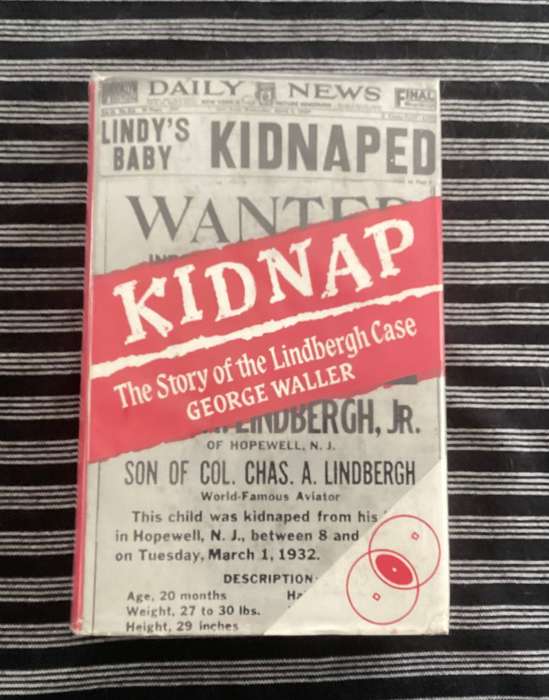 DAILY NEWS
FINAL
LINDY'S
BABY
KIDNAPED
WANTED
KIDNAP
The Story of the Lindbergh Case
GEORGE WALLER
LINDBERGH, JR.
OF HOPEWELL, N. J.
SON OF COL. CHAS. A. LINDBERGH
World-Famous Aviator
This child was kidnaped from his
in Hopewell, N. J., between 8 and
on Tuesday, March 1, 1932.
DESCRIPTION:
Age, 20 months
Weight, 27 to 30 lbs.
Height, 29 inches